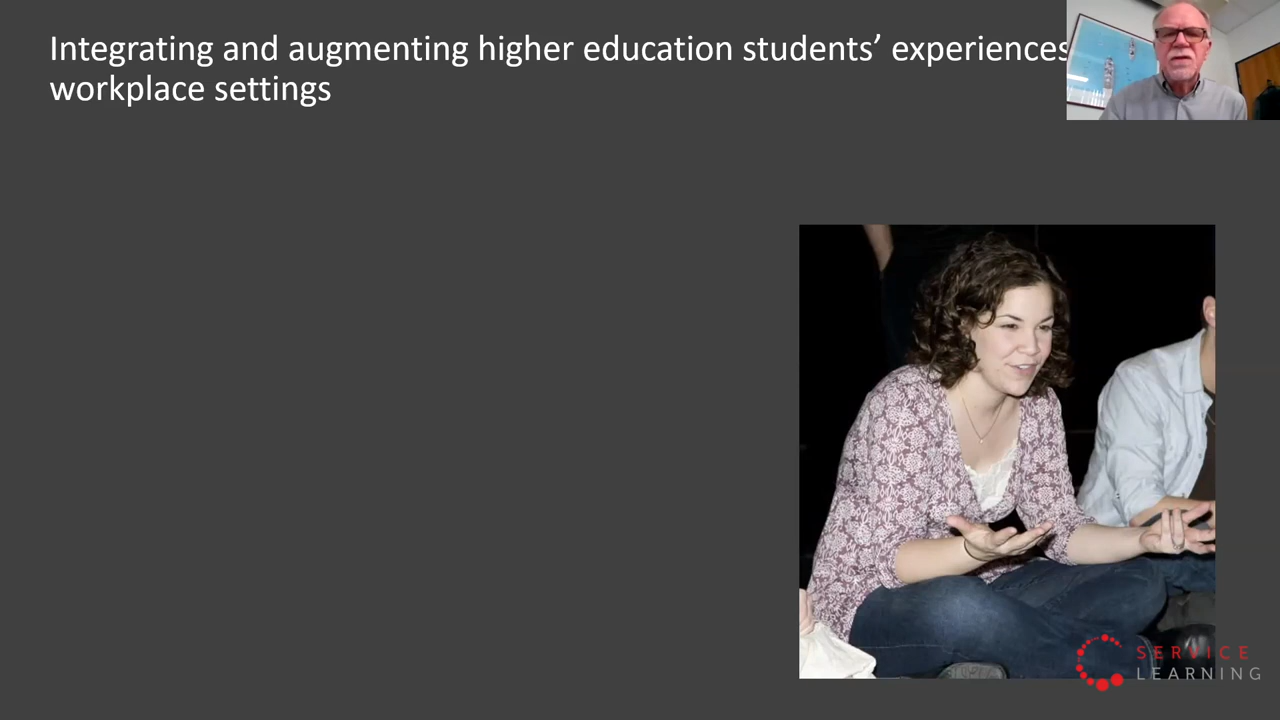 Integrating and augmenting higher education students’ experiences
workplace settings
SERVICE
LEARNING